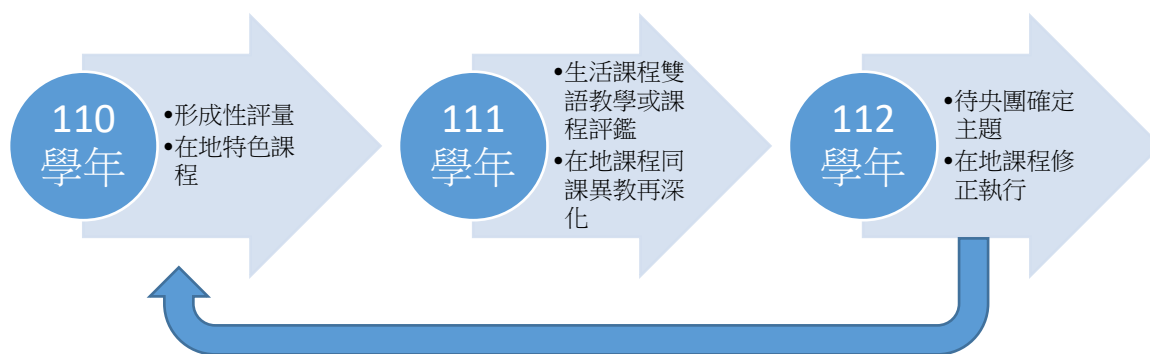 110
學年
•形成性評量
•在地特色課
程
111
學年
•生活課程雙
語教學或課
程評鑑
•在地課程同
課異教再深
化
112
學年
•待央團確定
主題
•在地課程修
正執行